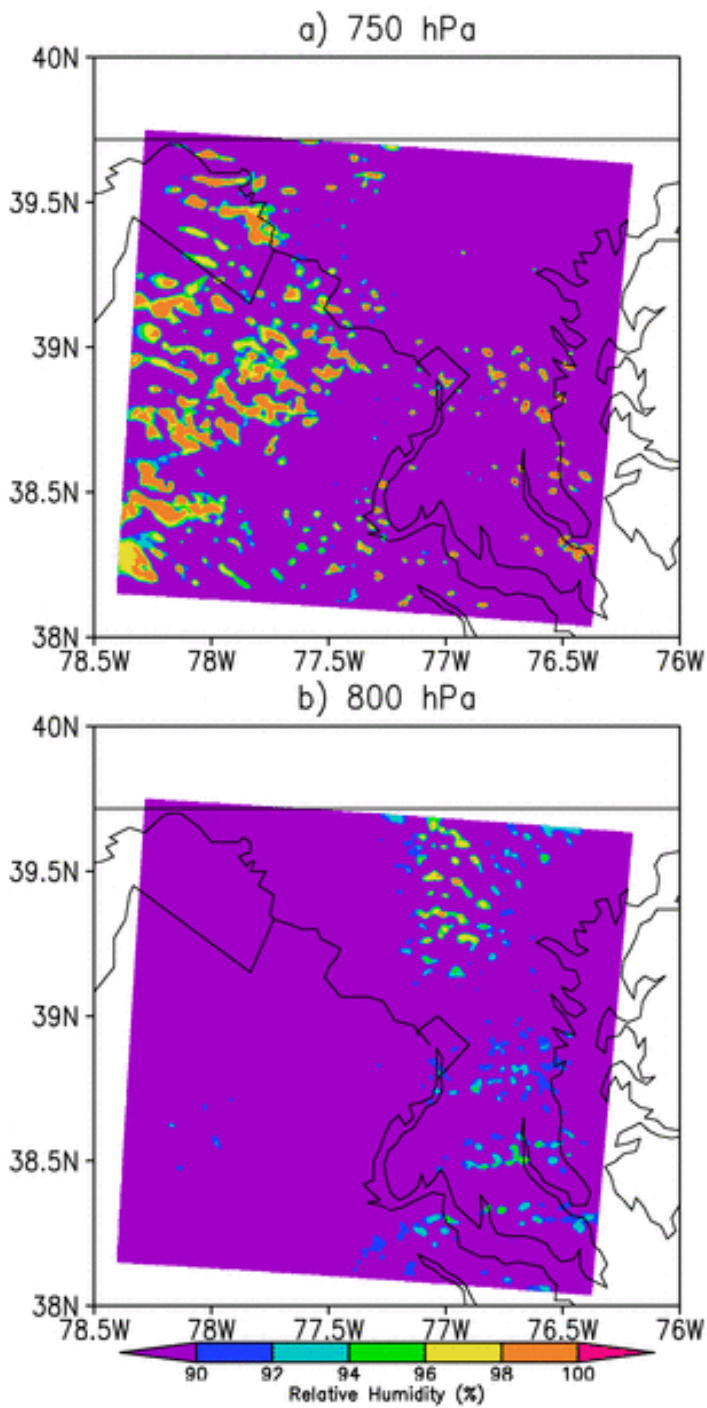 a) 750 hPa
40N
39.5N
39N
38.5N
38N
78.5W 78W 77.5W 77W 76.5W 76W
b) 800 hPa
40N
39.5N
39N
38.5N
38N
78.5W 78W 77.5W 77W 76.5W 76W
90 92 94 96 98 100
Relative Humidity (%)